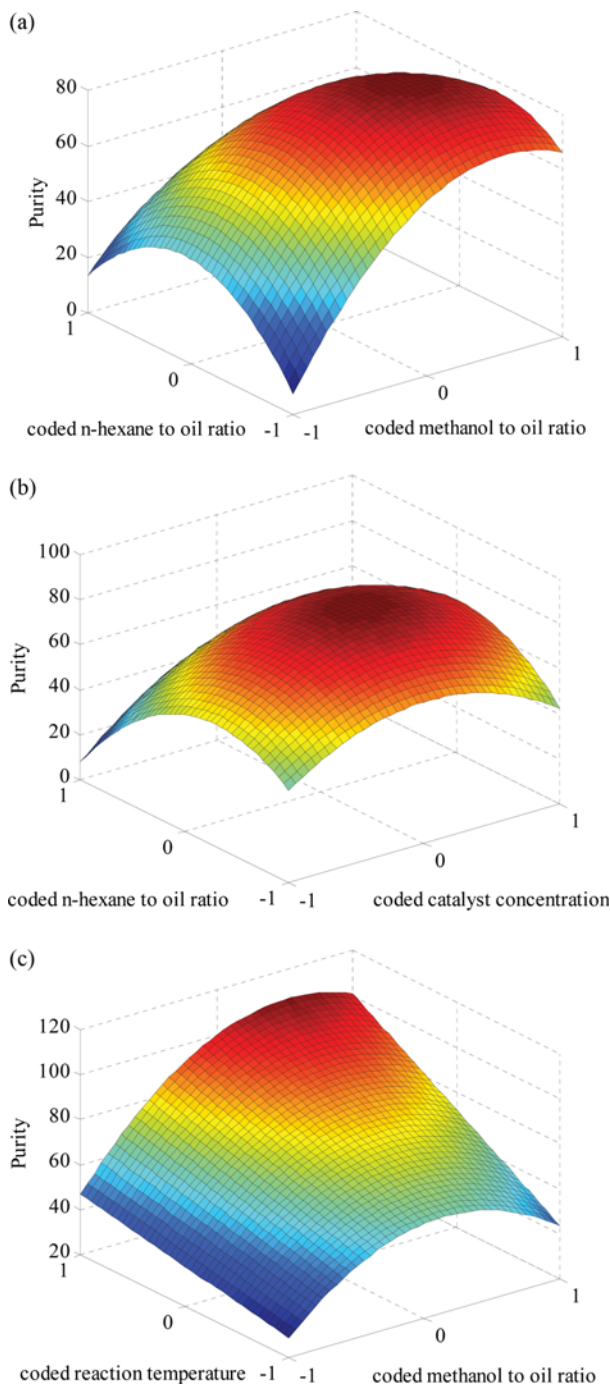 (a)
80
60
40
20
0
Purity
1
0
-1
-1
0
1
coded n-hexane to oil ratio
coded methanol to oil ratio
(b)
100
80
60
40
20
0
Purity
1
0
-1
-1
0
1
coded n-hexane to oil ratio
coded catalyst concentration
(c)
120
100
80
60
40
20
Purity
1
0
-1
-1
0
1
coded reaction temperature
coded methanol to oil ratio